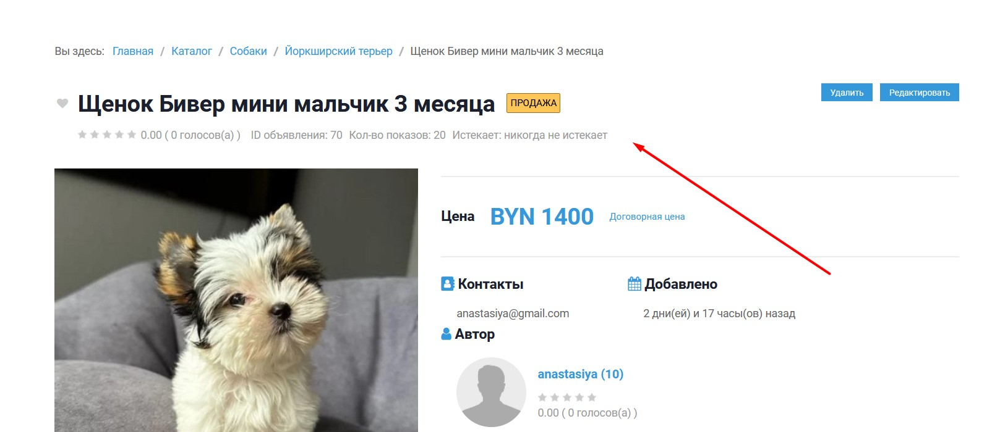 Вы здесь: Главная / Каталог / Собаки / Йоркширский терьер / Щенок Бивер мини мальчик 3 месяца
Удалить Редактировать
Щенок Бивер мини мальчик 3 месяца ПРОДАЖА
0.00 ( 0 голосов(а) ) ID объявления: 70 Кол-во показов: 20 Истекает: никогда не истекает
Цена BYN 1400 Договорная цена
Контакты
anastasiya@gmail.com
Добавлено
2 дни(ей) и 17 часы(ов) назад
Автор
anastasiya (10)
0.00 ( 0 голосов(а) )